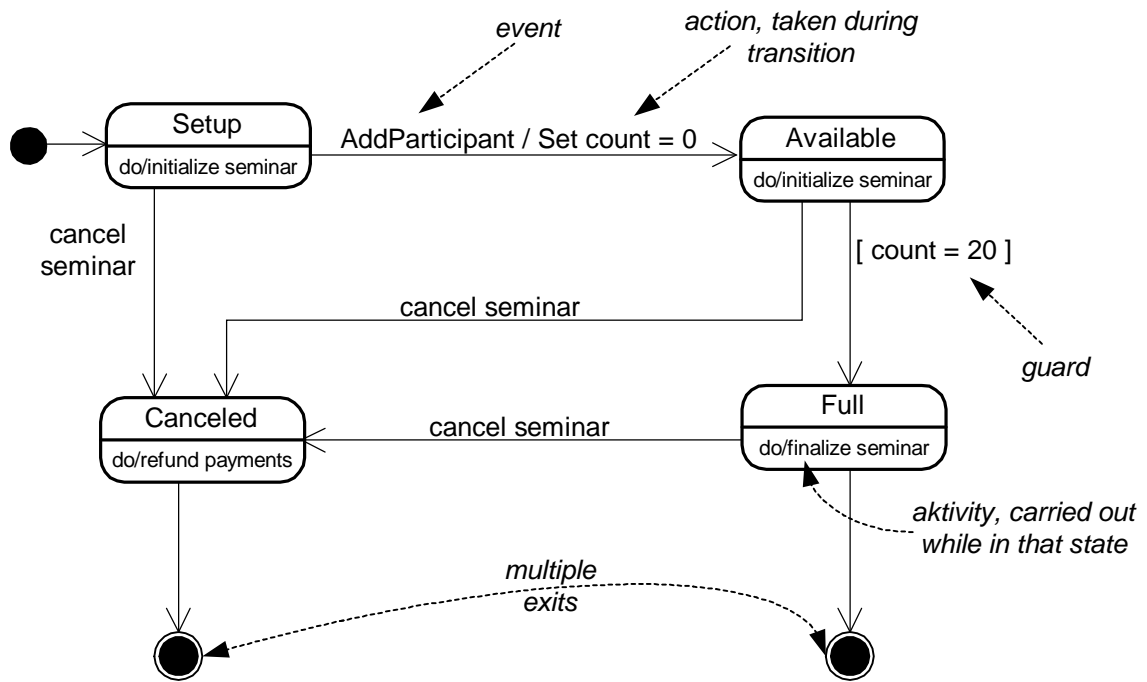 event
action, taken during
transition
Setup
do/initialize seminar
AddParticipant / Set count = 0
Available
do/initialize seminar
cancel
seminar
[ count = 20 ]
cancel seminar
guard
Canceled
do/refund payments
cancel seminar
Full
do/finalize seminar
aktivity, carried out
while in that state
multiple
exits